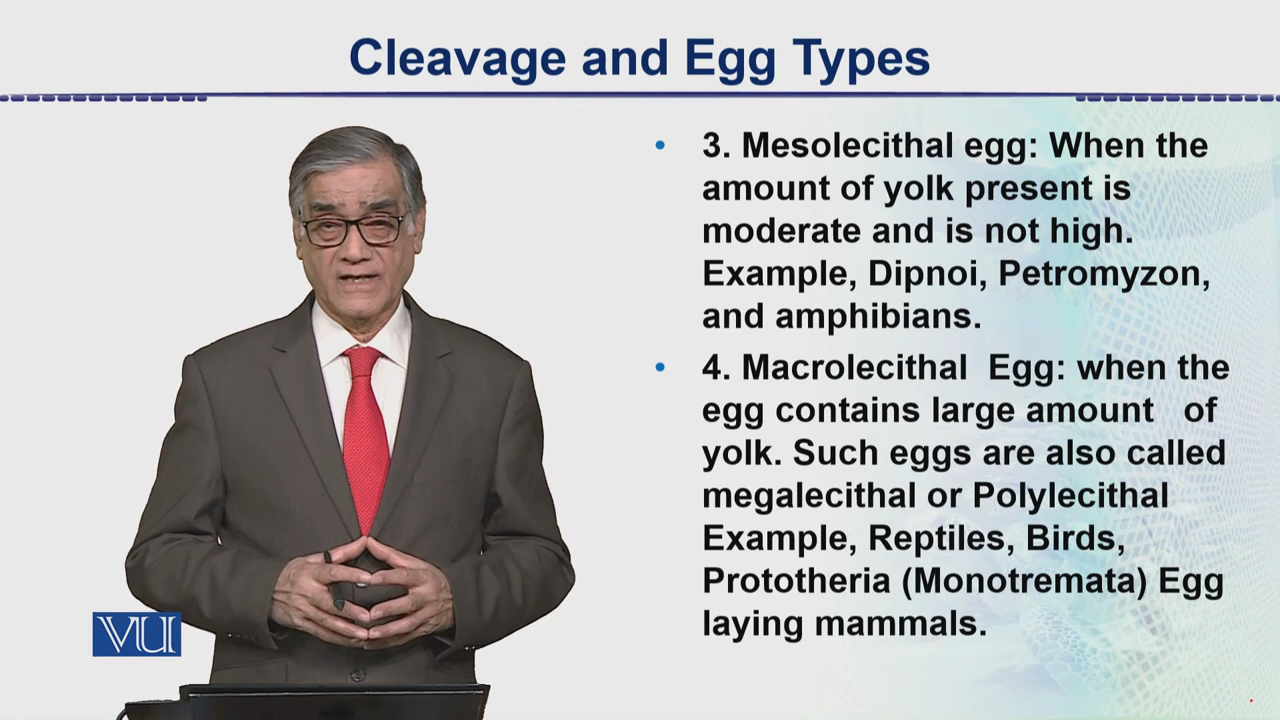 Cleavage and Egg Types
• 3. Mesolecithal egg: When the
amount of yolk present is
moderate and is not high.
Example, Dipnoi, Petromyzon,
and amphibians.
• 4. Macrolecithal  Egg: when the
egg contains large amount   of
yolk. Such eggs are also called
megalecithal or Polylecithal
Example, Reptiles, Birds,
Prototheria (Monotremata) Egg
laying mammals.
VU